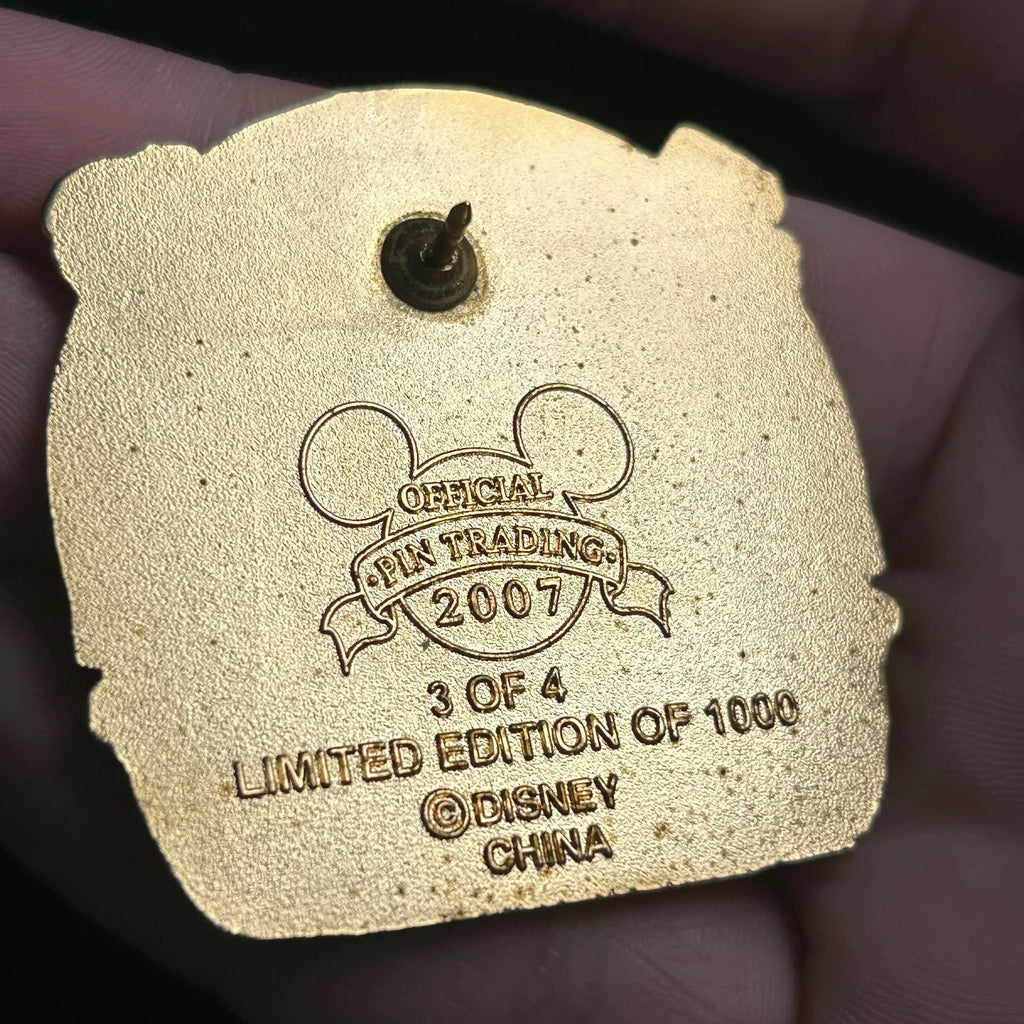 OFFICIAL
·PIN TRADING·
2007
3 OF 4
LIMITED EDITION OF 1000
©DISNEY
CHINA